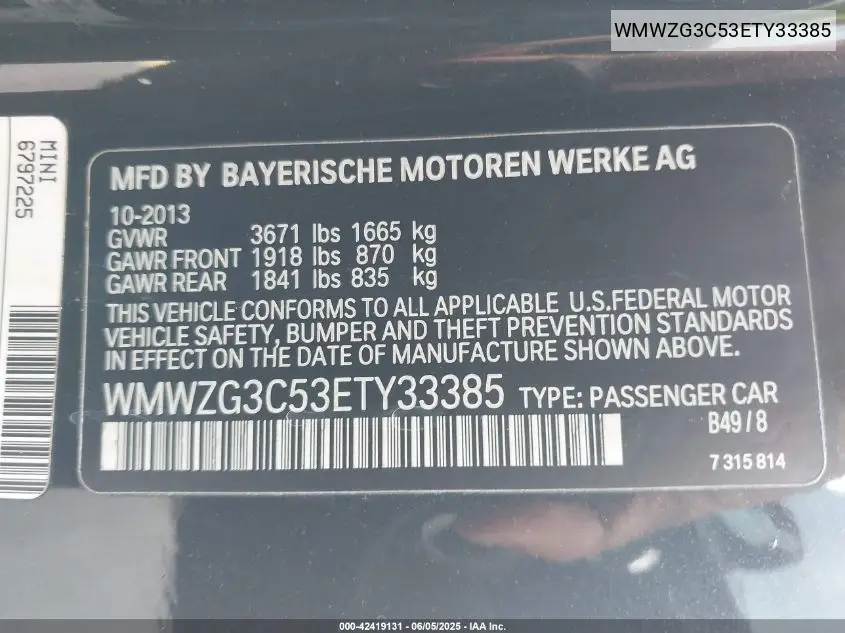 WMWZG3C53ETY33385
MINI
6797225
MFD BY BAYERISCHE MOTOREN WERKE AG
10-2013
GVWR 3671 lbs 1665 kg
GAWR FRONT 1918 lbs 870 kg
GAWR REAR 1841 lbs 835 kg
THIS VEHICLE CONFORMS TO ALL APPLICABLE U.S.FEDERAL MOTOR
VEHICLE SAFETY, BUMPER AND THEFT PREVENTION STANDARDS
IN EFFECT ON THE DATE OF MANUFACTURE SHOWN ABOVE.
WMWZG3C53ETY33385 TYPE: PASSENGER CAR
B49/8
7 315 814
000-42419131 - 06/05/2025 - IAA Inc.